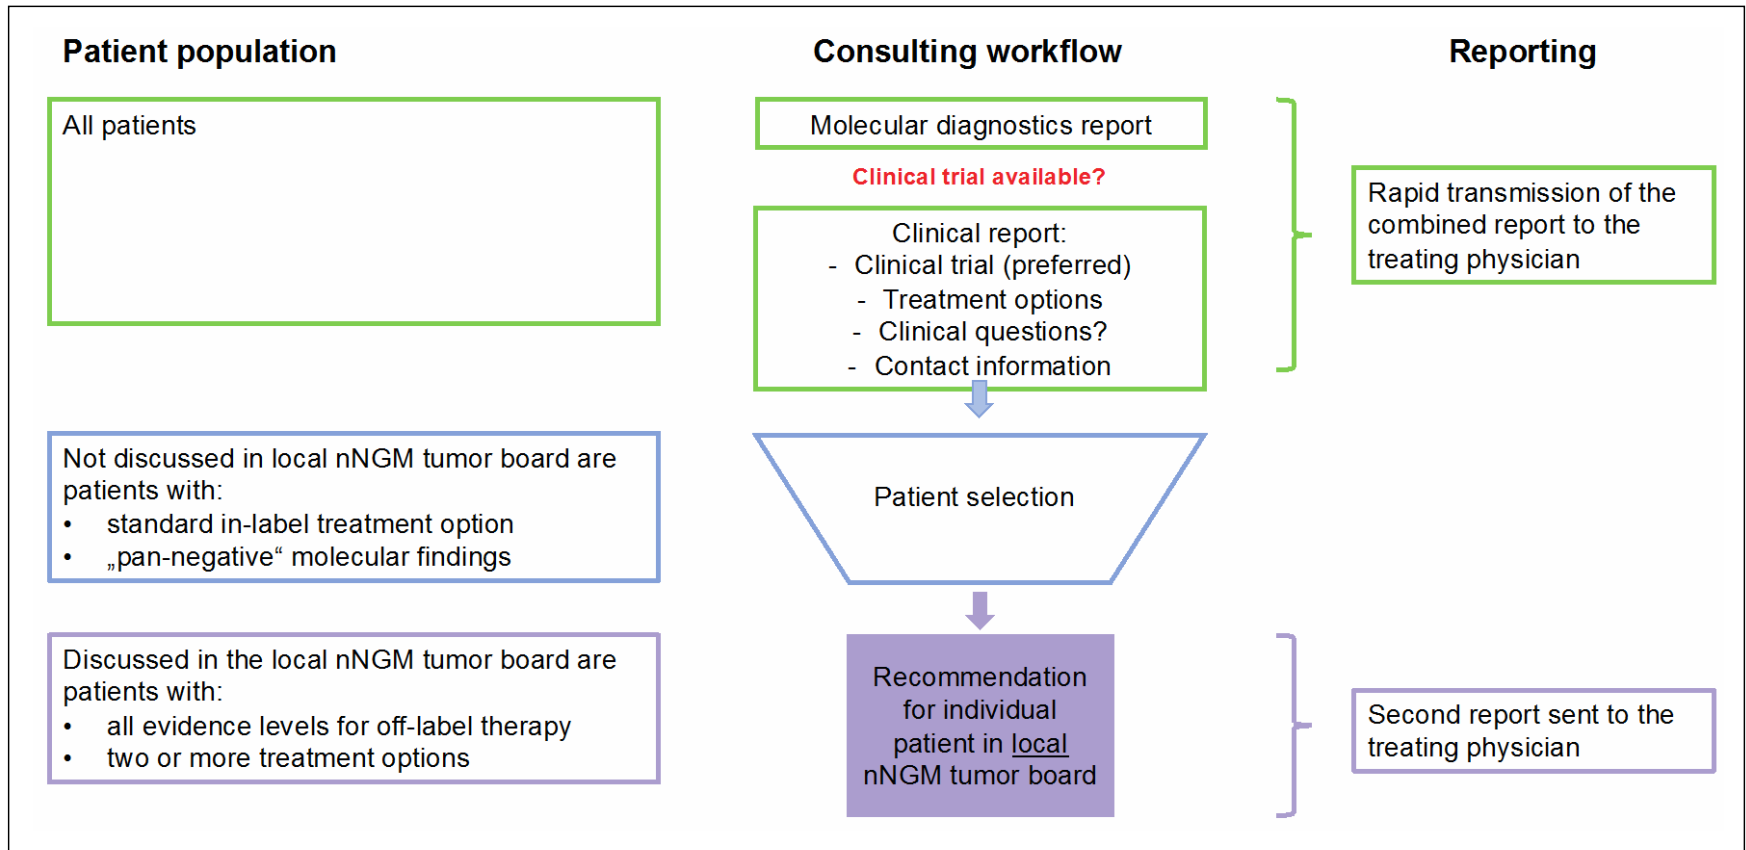 Patient population
Consulting workflow
Reporting
All patients
Molecular diagnostics report
Clinical trial available?
Clinical report:
- Clinical trial (preferred)
- Treatment options
- Clinical questions?
- Contact information
Rapid transmission of the
combined report to the
treating physician
Not discussed in local nNGM tumor board are
patients with:
• standard in-label treatment option
• „pan-negative“ molecular findings
Patient selection
Discussed in the local nNGM tumor board are
patients with:
• all evidence levels for off-label therapy
• two or more treatment options
Recommendation
for individual
patient in local
nNGM tumor board
Second report sent to the
treating physician